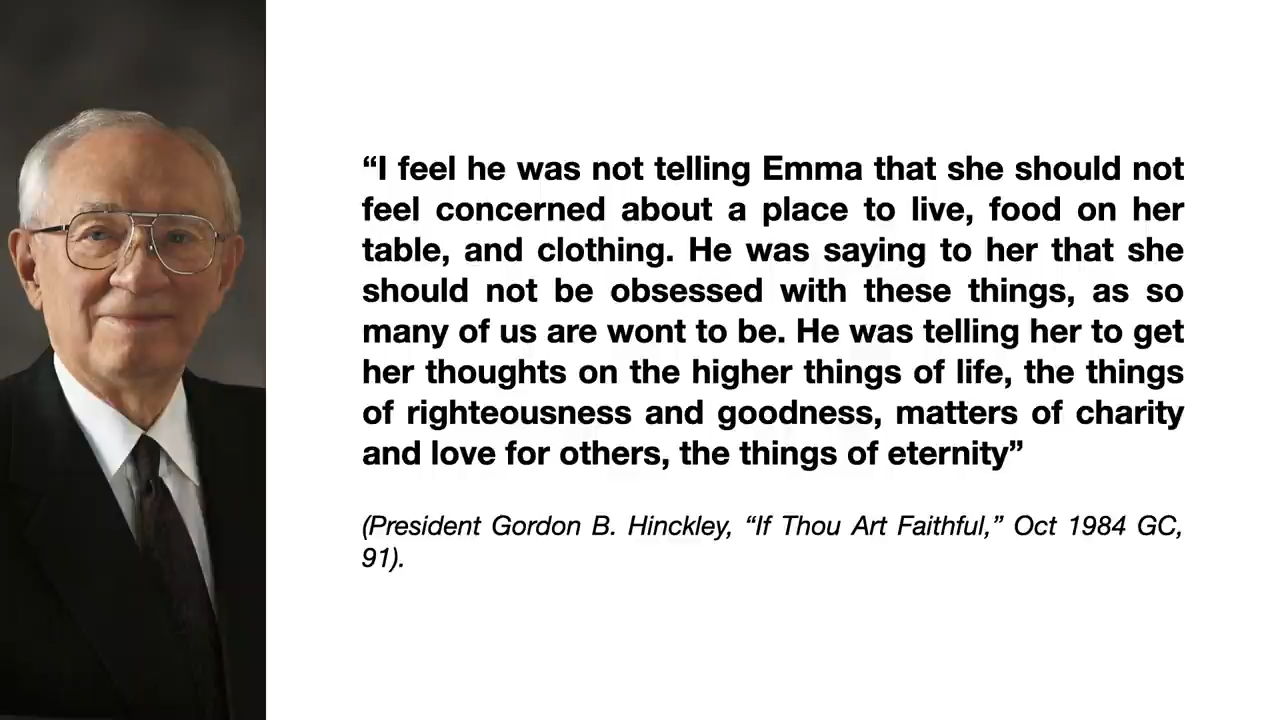 “I feel he was not telling Emma that she should not
feel concerned about a place to live, food on her
table, and clothing. He was saying to her that she
should not be obsessed with these things, as so
many of us are wont to be. He was telling her to get
her thoughts on the higher things of life, the things
of righteousness and goodness, matters of charity
and love for others, the things of eternity”
(President Gordon B. Hinckley, “If Thou Art Faithful,” Oct 1984 GC,
91).